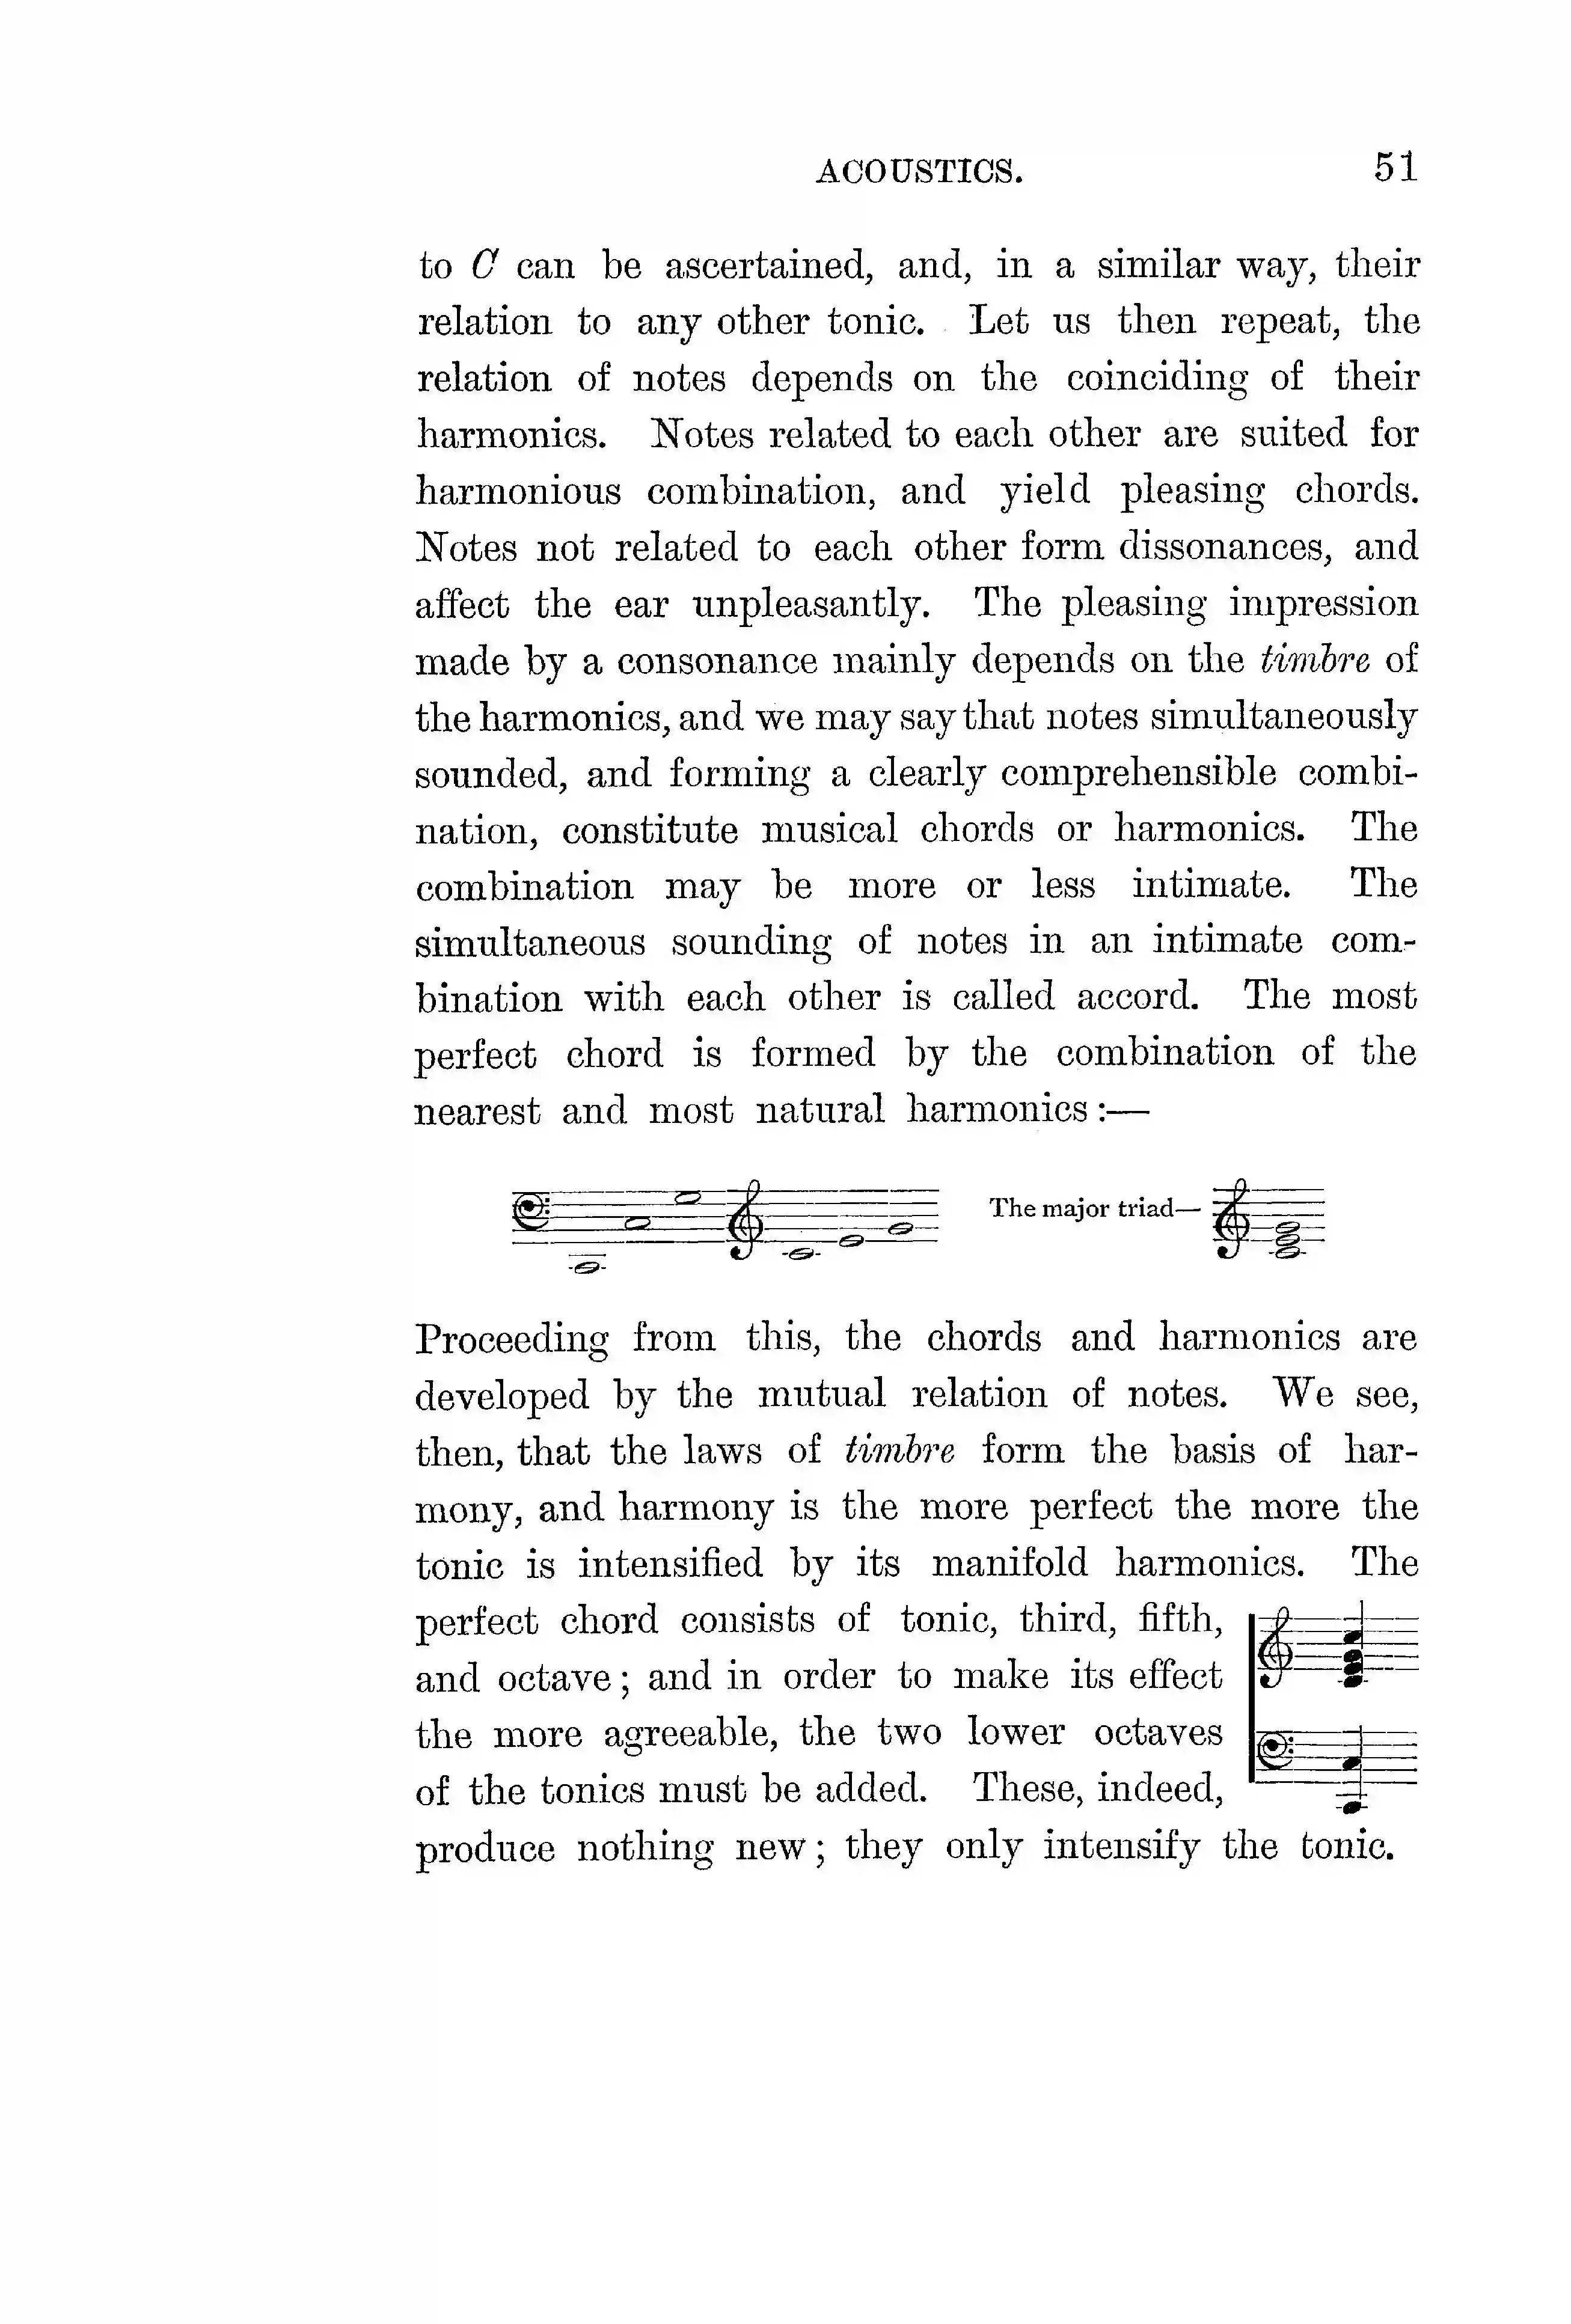 ACOUSTICS. 51
to C can be ascertained, and, in a similar way, their
relation to any other tonic. Let us then repeat, the
relation of notes depends on the coinciding of their
harmonics. Notes related to each other are suited for
harmonious combination, and yield pleasing chords.
Notes not related to each other form dissonances, and
affect the ear unpleasantly. The pleasing impression
made by a consonance mainly depends on the timbre of
the harmonics, and we may say that notes simultaneously
sounded, and forming a clearly comprehensible combi-
nation, constitute musical chords or harmonics. The
combination may be more or less intimate. The
simultaneous sounding of notes in an intimate com-
bination with each other is called accord. The most
perfect chord is formed by the combination of the
nearest and most natural harmonics :—
The major triad—
Proceeding from this, the chords and harmonics are
developed by the mutual relation of notes. We see,
then, that the laws of timbre form the basis of har-
mony, and harmony is the more perfect the more the
tonic is intensified by its manifold harmonics. The
perfect chord consists of tonic, third, fifth,
and octave ; and in order to make its effect
the more agreeable, the two lower octaves
of the tonics must be added. These, indeed,
produce nothing new ; they only intensify the tonic.